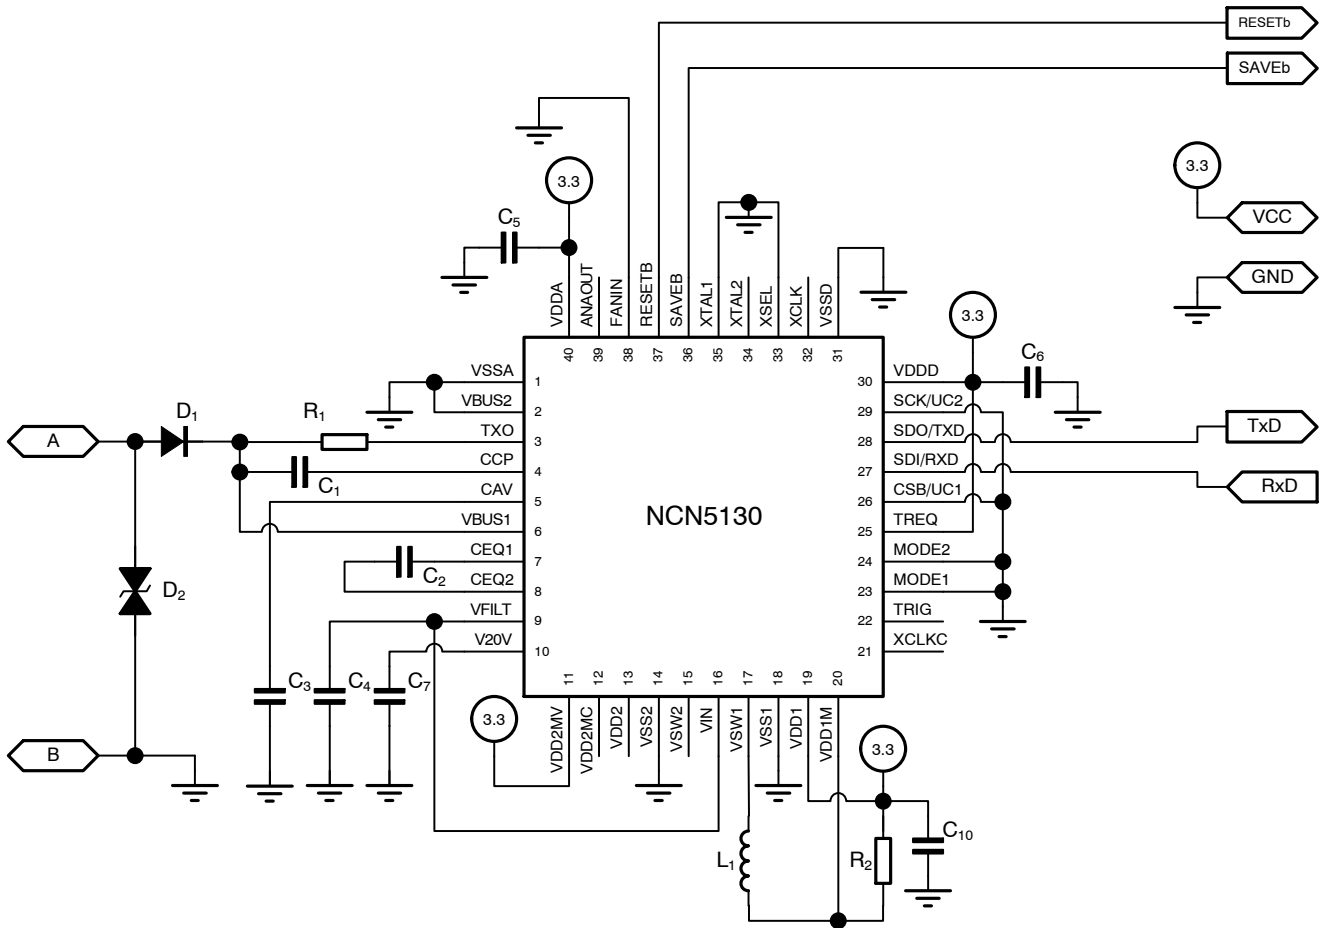 RESETb
SAVEb
3.3
VCC
GND
3.3
C5
VDDA
ANAOUT
FANIN
RESETB
SAVEB
XTAL1
XTAL2
XSEL
XCLK
VSSD
40
39
38
37
36
35
34
33
32
31
3.3
C6
VSSA 1
VBUS2 2
TXO 3
CCP 4
CAV 5
VBUS1 6
CEQ1 7
CEQ2 8
VFILT 9
V20V 10
30 VDDD
29 SCK/UC2
28 SDO/TXD
27 SDI/RXD
26 CSB/UC1
25 TREQ
24 MODE2
23 MODE1
22 TRIG
21 XCLKC
NCN5130
TxD
RxD
A
D1
R1
C1
C2
D2
C3
C4
C7
B
11
12
13
14
15
16
17
18
19
20
VDD2MV
VDD2MC
VDD2
VSS2
VSW2
VIN
VSW1
VSS1
VDD1
VDD1M
3.3
3.3
L1
R2
C10